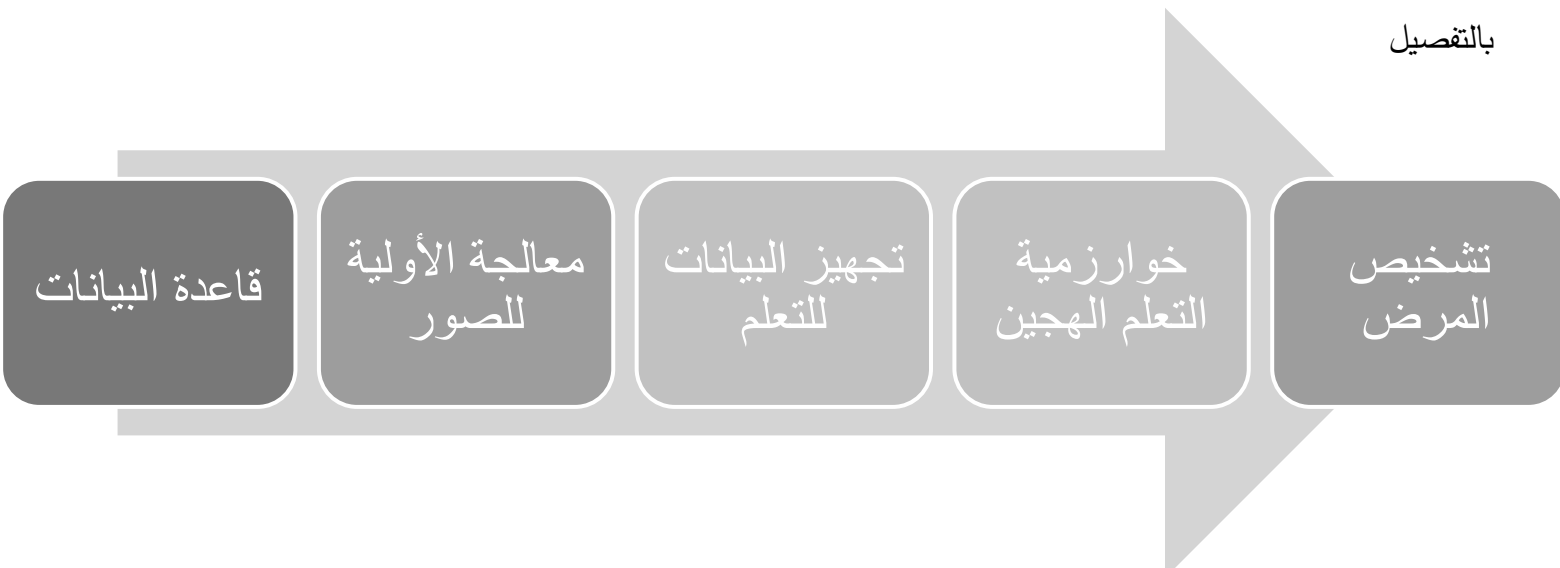 بالتفصيل
قاعدة البيانات
معالجة الأولية
للصور
تجهيز البيانات
للتعلم
خوارزمية
التعلم الهجين
تشخيص
المرض